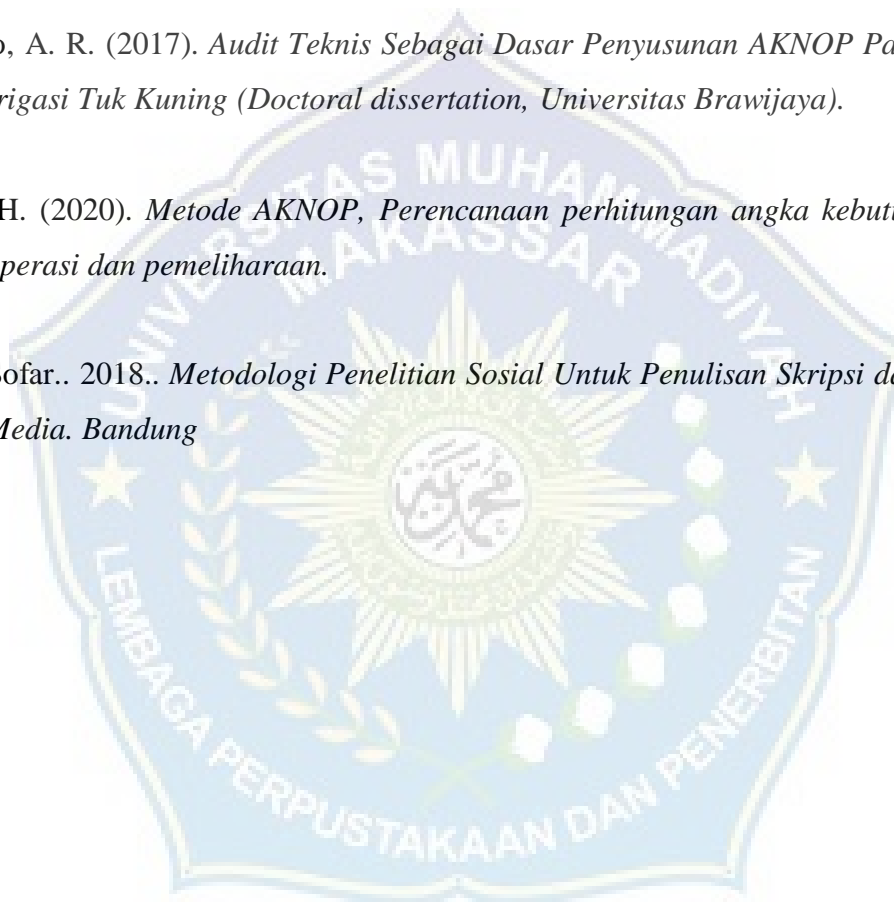 o, A. R. (2017). Audit Teknis Sebagai Dasar Penyusunan AKNOP Pa
rigasi Tuk Kuning (Doctoral dissertation, Universitas Brawijaya).
H. (2020). Metode AKNOP, Perencanaan perhitungan angka kebut
perasi dan pemeliharaan.
ofar.. 2018.. Metodologi Penelitian Sosial Untuk Penulisan Skripsi da
Media. Bandung
UNIVERSITAS MUHAMMADIYAH
MAKASSAR
LEMBAGA PERPUSTAKAAN DAN PENERBITAN